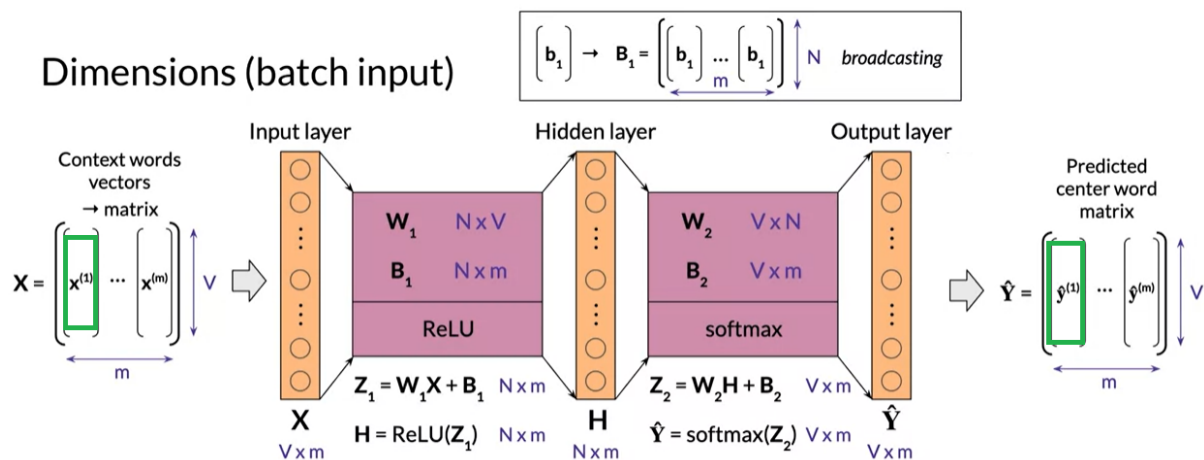 Dimensions (batch input)
b₁ → B₁ = b₁ ... b₁ N broadcasting
m
Input layer
Hidden layer
Output layer
Context words
vectors
→ matrix
X = x⁽¹⁾ ... x⁽ᵐ⁾ V
m
W₁ N x V
B₁ N x m
ReLU
Z₁ = W₁X + B₁ N x m
H = ReLU(Z₁) N x m
X
V x m
H
N x m
W₂ V x N
B₂ V x m
softmax
Z₂ = W₂H + B₂ V x m
Ŷ = softmax(Z₂) V x m
Ŷ
V x m
Predicted
center word
matrix
Ŷ = ŷ⁽¹⁾ ... ŷ⁽ᵐ⁾ V
m